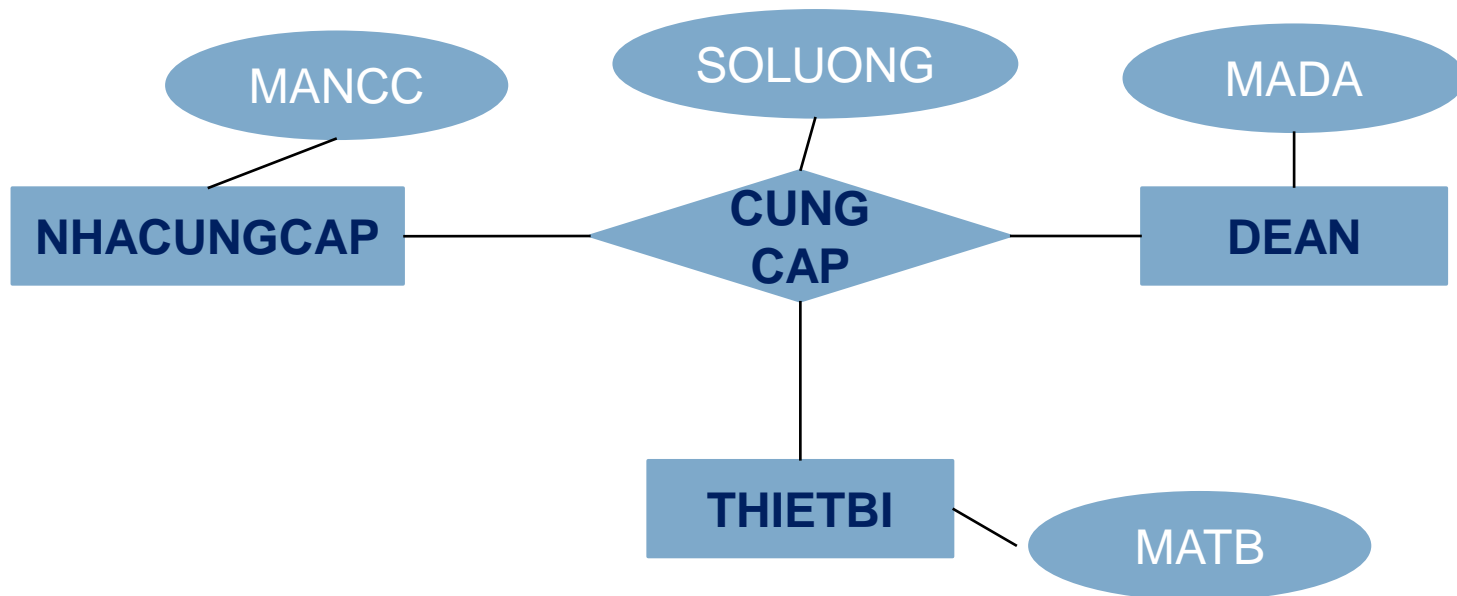 MANCC
SOLUONG
MADA
NHACUNGCAP
CUNG
CAP
DEAN
THIETBI
MATB